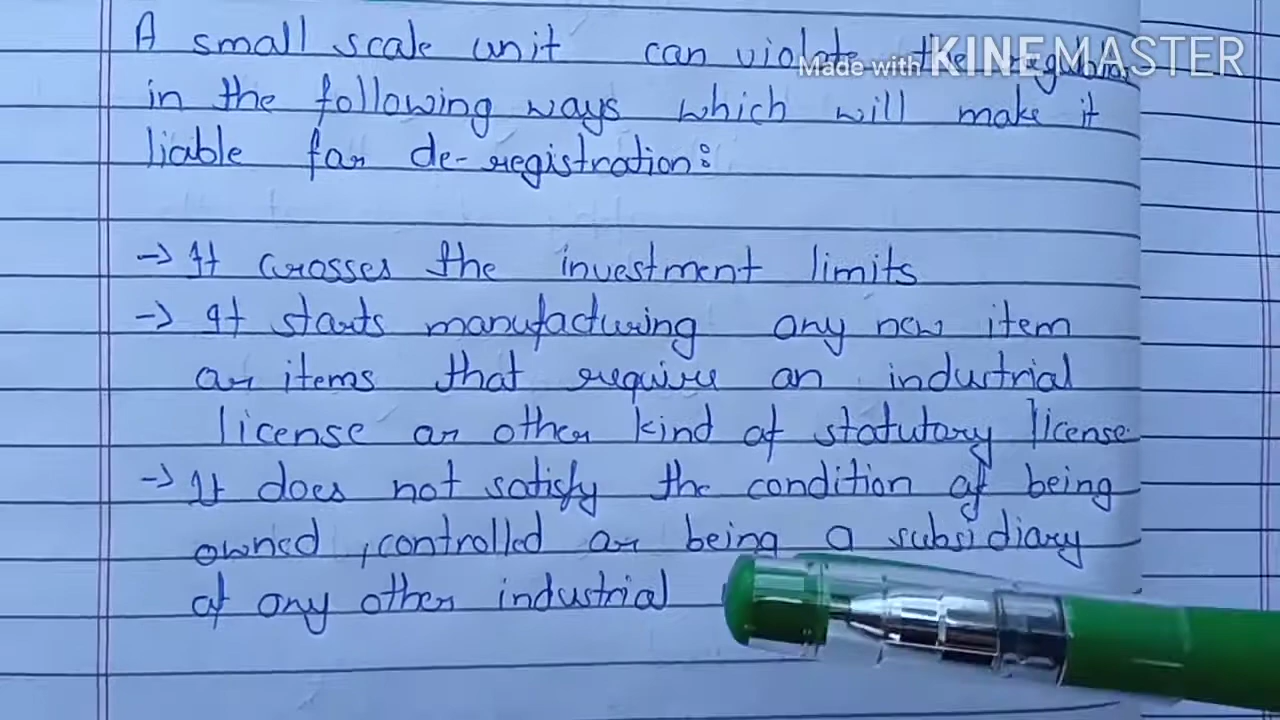 A small scale unit can violate the regulation
Made with KINEMASTER
in the following ways which will make it
liable for de-registration:
→ It crosses the investment limits
→ It starts manufacturing any new item
or items that require an industrial
license or other kind of statutory license.
→ It does not satisfy the condition of being
owned, controlled or being a subsidiary
of any other industrial